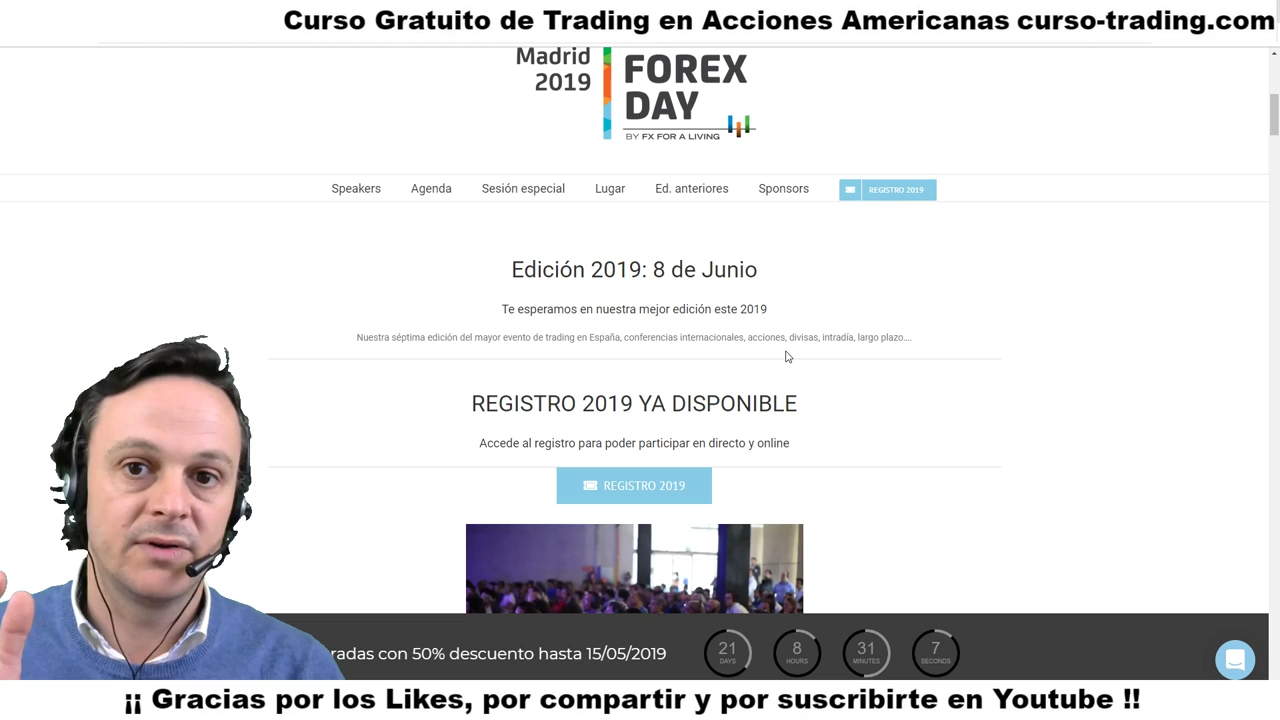 Curso Gratuito de Trading en Acciones Americanas curso-trading.com
Madrid
2019
FOREX
DAY
BY FX FOR A LIVING
Speakers Agenda Sesión especial Lugar Ed. anteriores Sponsors REGISTRO 2019
Edición 2019: 8 de Junio
Te esperamos en nuestra mejor edición este 2019
Nuestra séptima edición del mayor evento de trading en España, conferencias internacionales, acciones, divisas, intradía, largo plazo....
REGISTRO 2019 YA DISPONIBLE
Accede al registro para poder participar en directo y online
REGISTRO 2019
radas con 50% descuento hasta 15/05/2019
21 8 31 7
DAYS HOURS MINUTES SECONDS
¡¡ Gracias por los Likes, por compartir y por suscribirte en Youtube !!